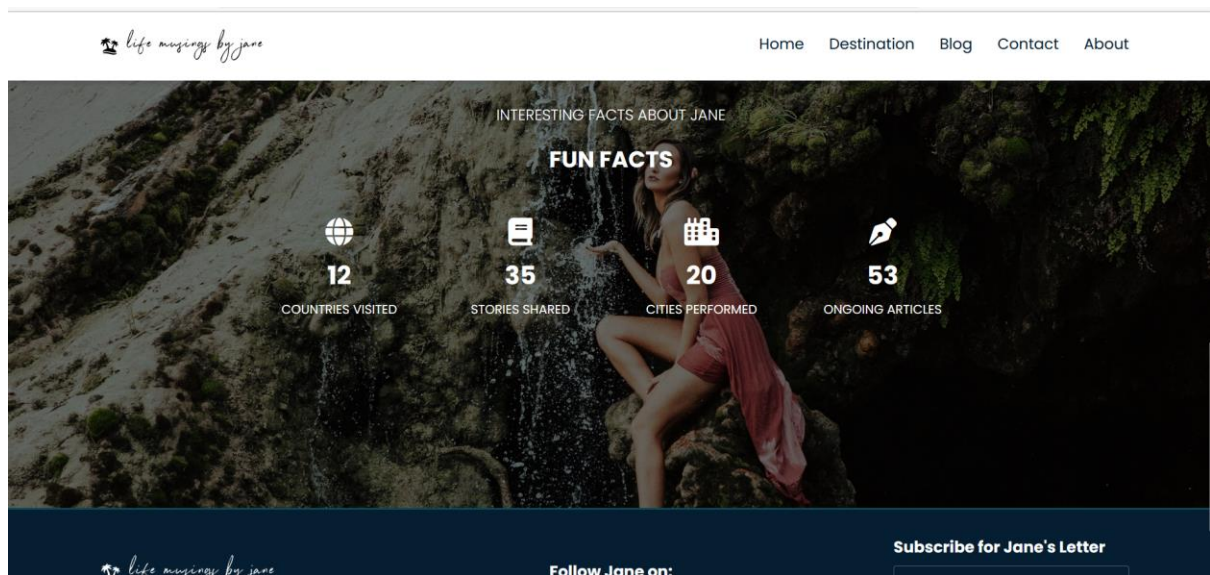 life musings by jane
Home Destination Blog Contact About
INTERESTING FACTS ABOUT JANE
FUN FACTS
12 35 20 53
COUNTRIES VISITED STORIES SHARED CITIES PERFORMED ONGOING ARTICLES
Subscribe for Jane's Letter
life musings by jane
Follow Jane on: